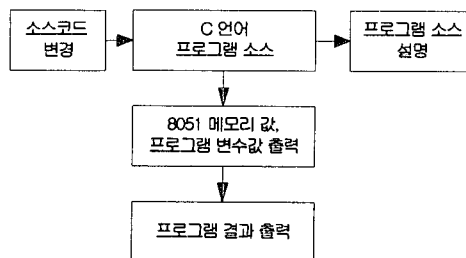 소스코드
변경
C 언어
프로그램 소스
프로그램 소스
설명
8051 메모리 값,
프로그램 변수값 출력
프로그램 결과 출력